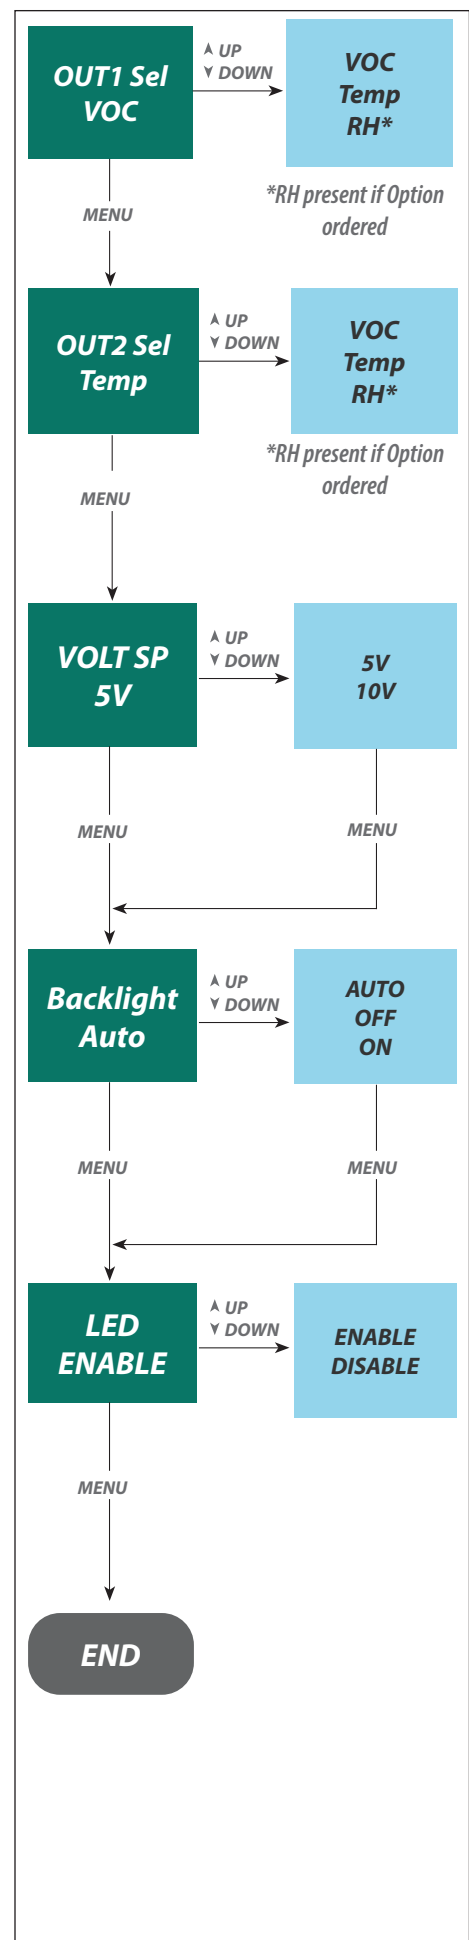 OUT1 Sel
VOC
UP
DOWN
VOC
Temp
RH*
*RH present if Option
ordered
MENU
OUT2 Sel
Temp
UP
DOWN
VOC
Temp
RH*
*RH present if Option
ordered
MENU
VOLT SP
5V
UP
DOWN
5V
10V
MENU
MENU
Backlight
Auto
UP
DOWN
AUTO
OFF
ON
MENU
MENU
LED
ENABLE
UP
DOWN
ENABLE
DISABLE
MENU
END